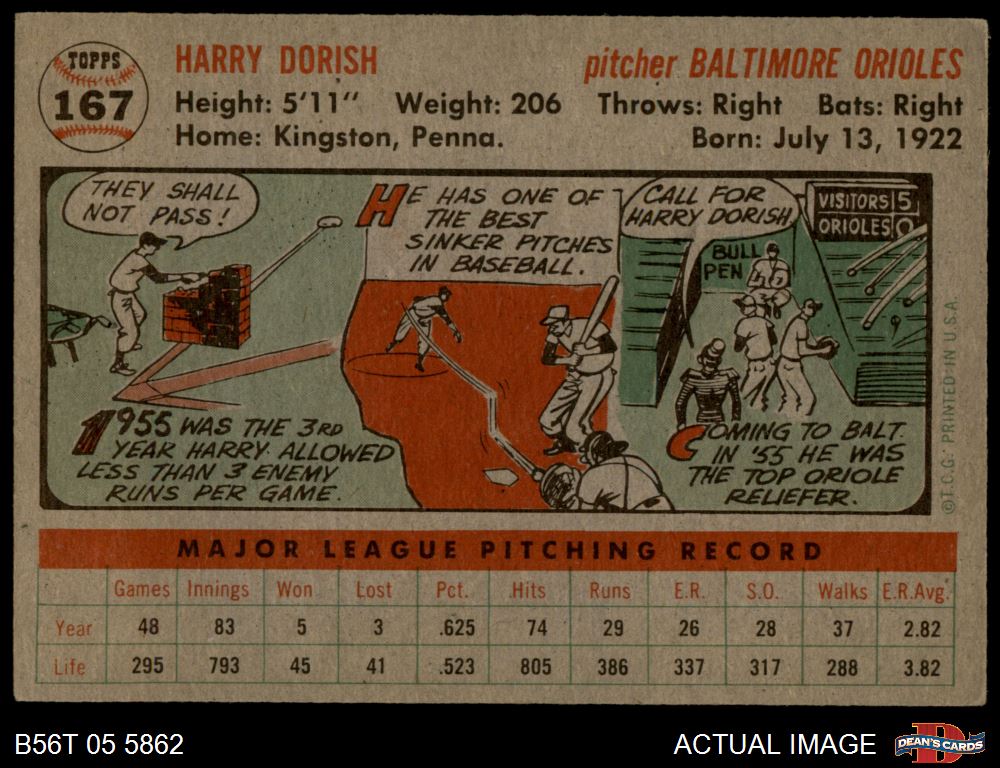 TOPPS
167
HARRY DORISH
pitcher BALTIMORE ORIOLES
Height: 5'11" Weight: 206 Throws: Right Bats: Right
Home: Kingston, Penna. Born: July 13, 1922
THEY SHALL
NOT PASS!
1955 WAS THE 3RD
YEAR HARRY ALLOWED
LESS THAN 3 ENEMY
RUNS PER GAME.
HE HAS ONE OF
THE BEST
SINKER PITCHES
IN BASEBALL.
CALL FOR
HARRY DORISH
VISITORS 5
ORIOLES 0
BULL
PEN
COMING TO BALT.
IN '55 HE WAS
THE TOP ORIOLE
RELIEFER.
©T.C.G. PRINTED IN U.S.A.
MAJOR LEAGUE PITCHING RECORD
Games Innings Won Lost Pct. Hits Runs E.R. S.O. Walks E.R.Avg.
Year 48 83 5 3 .625 74 29 26 28 37 2.82
Life 295 793 45 41 .523 805 386 337 317 288 3.82
B56T 05 5862
ACTUAL IMAGE
D
DEAN'S CARDS